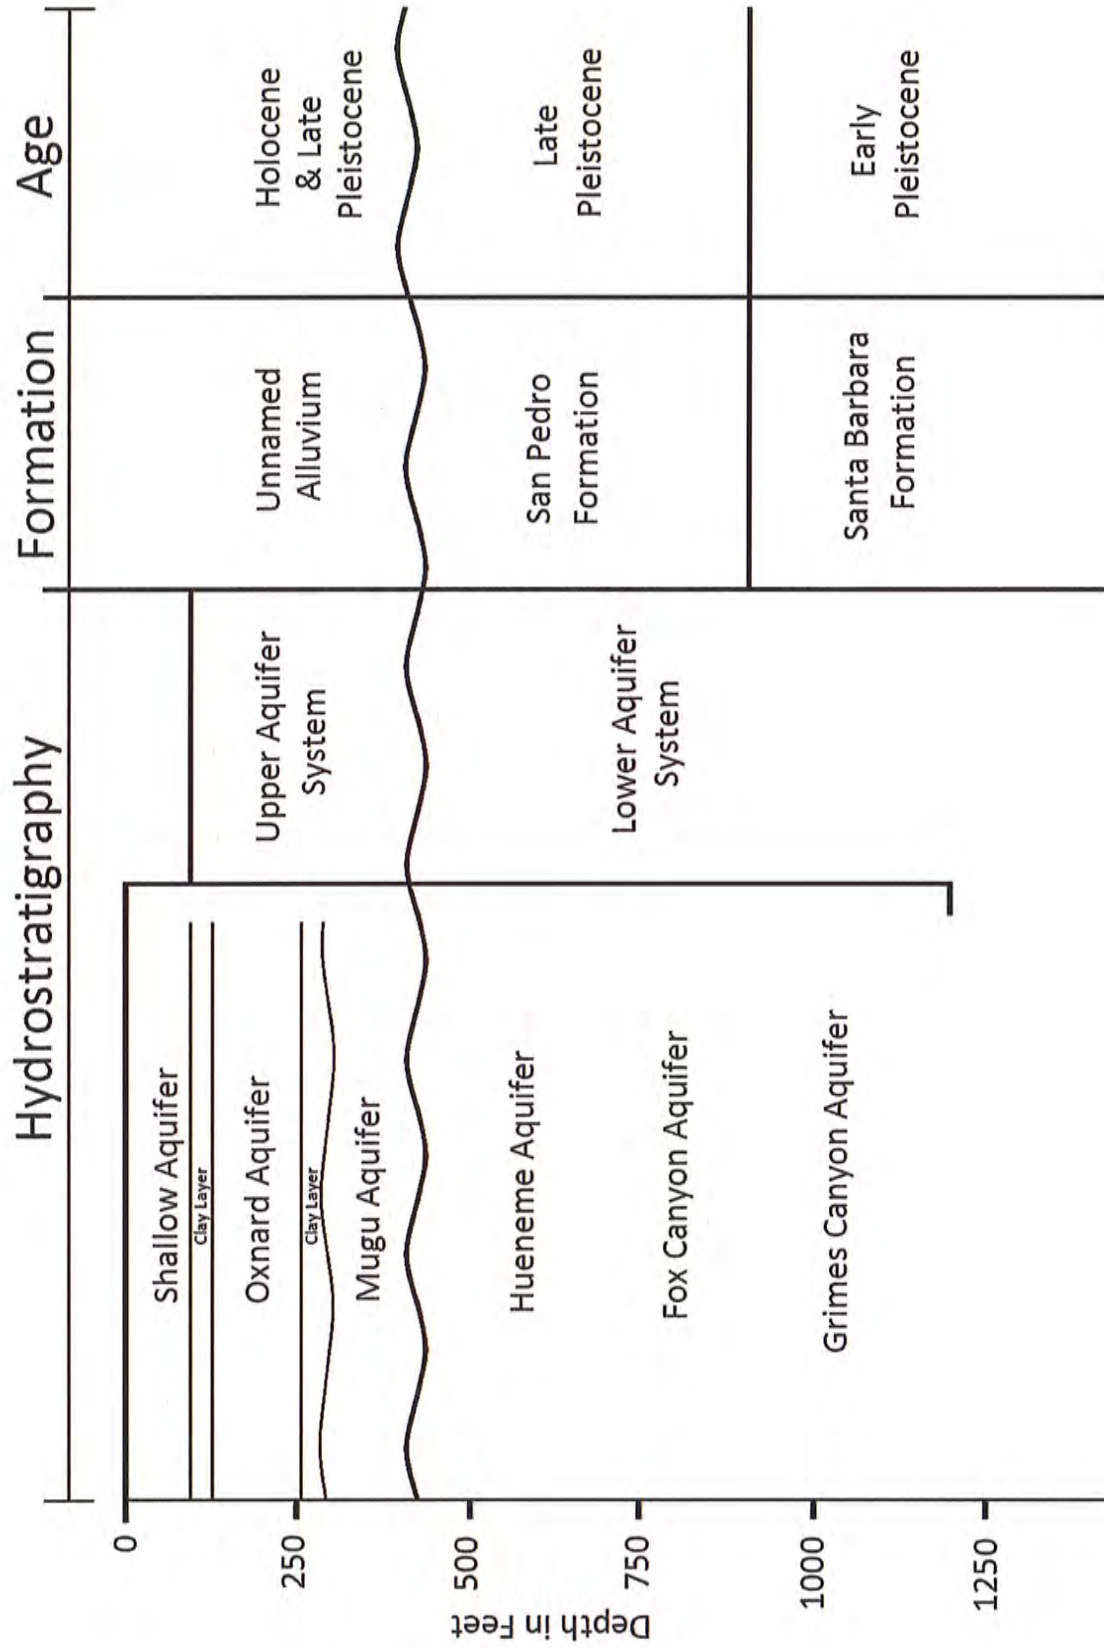 Hydrostratigraphy
Formation
Age
Shallow Aquifer
Clay Layer
Oxnard Aquifer
Clay Layer
Mugu Aquifer
Hueneme Aquifer
Fox Canyon Aquifer
Grimes Canyon Aquifer
Upper Aquifer
System
Lower Aquifer
System
Unnamed
Alluvium
San Pedro
Formation
Santa Barbara
Formation
Holocene
& Late
Pleistocene
Late
Pleistocene
Early
Pleistocene
0
250
500
750
1000
1250
Depth in Feet